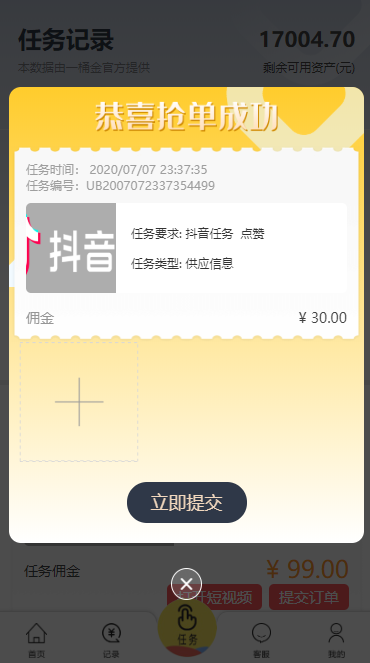 任务记录
17004.70
本数据由一桶金官方提供
剩余可用资产(元)
恭喜抢单成功
任务时间: 2020/07/07 23:37:35
任务编号: UB2007072337354499
抖音
任务要求: 抖音任务 点赞
任务类型: 供应信息
佣金
¥ 30.00
立即提交
任务佣金
¥ 99.00
打开短视频
提交订单
首页
记录
任务
客服
我的